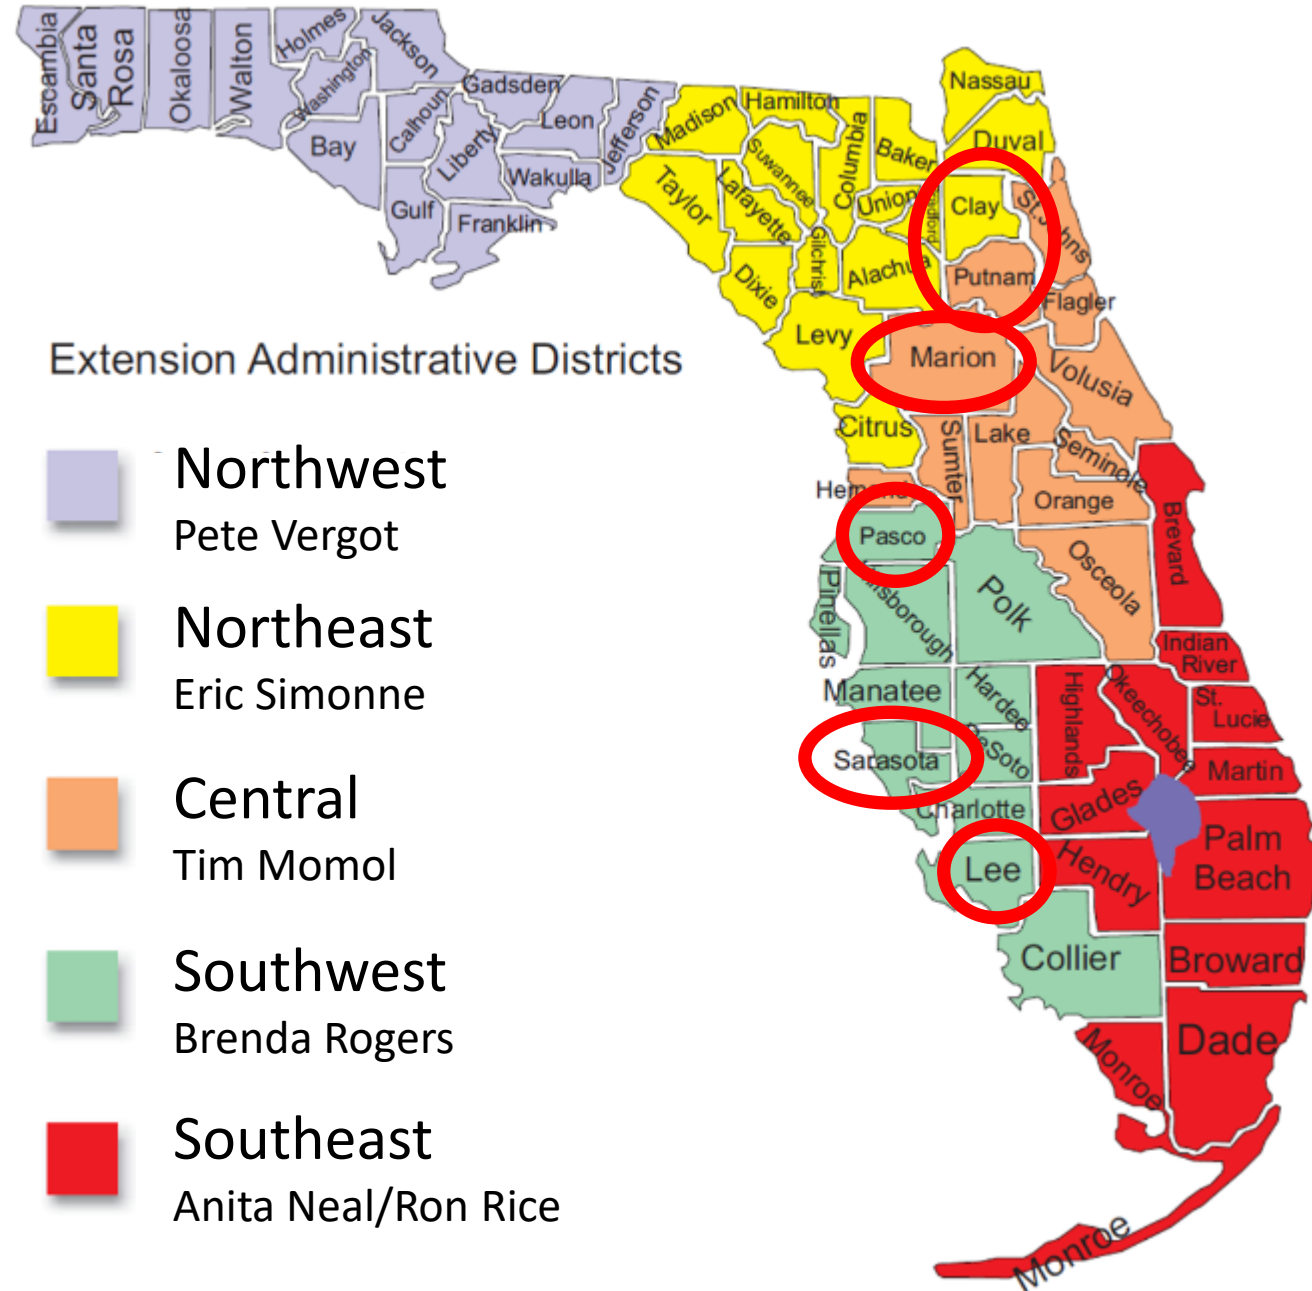 Escambia
Santa
Rosa
Okaloosa
Walton
Holmes
Washington
Jackson
Bay
Calhoun
Gulf
Liberty
Gadsden
Franklin
Leon
Wakulla
Jefferson
Madison
Taylor
Hamilton
Suwannee
Lafayette
Dixie
Columbia
Gilchrist
Baker
Union
Alachua
Levy
Nassau
Duval
Clay
St. Johns
Putnam
Flagler
Marion
Volusia
Citrus
Sumter
Lake
Seminole
Orange
Pasco
Brevard
Osceola
Polk
Pinellas
Indian
River
Manatee
Hardee
Highlands
Okeechobee
St.
Lucie
Sarasota
DeSoto
Martin
Charlotte
Glades
Palm
Beach
Lee
Hendry
Collier
Broward
Dade
Monroe
Monroe
Extension Administrative Districts
Northwest
Pete Vergot
Northeast
Eric Simonne
Central
Tim Momol
Southwest
Brenda Rogers
Southeast
Anita Neal/Ron Rice